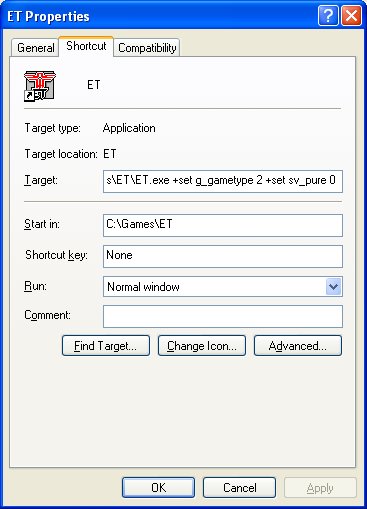 ET Properties
General Shortcut Compatibility
ET
Target type: Application
Target location: ET
Target: s\ET\ET.exe +set g_gametype 2 +set sv_pure 0
Start in: C:\Games\ET
Shortcut key: None
Run: Normal window
Comment:
Find Target... Change Icon... Advanced...
OK Cancel Apply